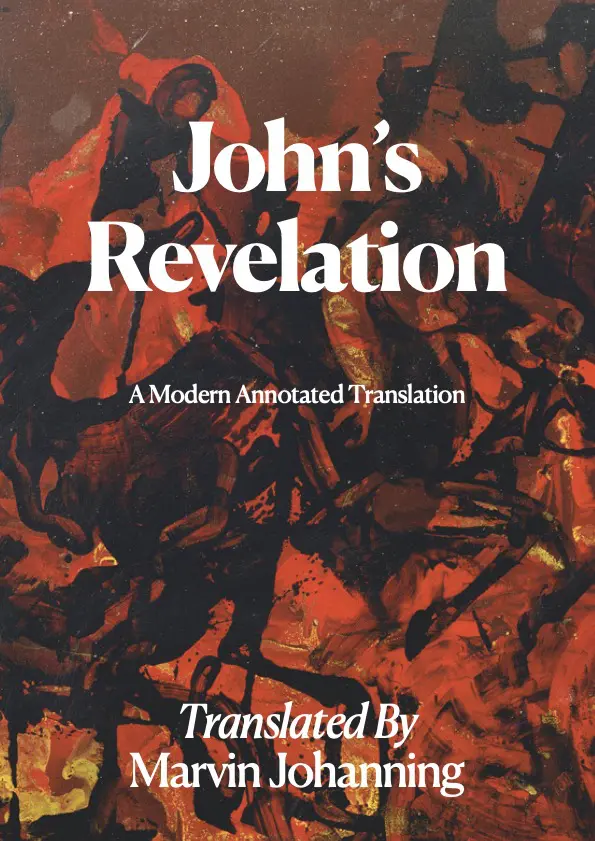 John’s
Revelation
A Modern Annotated Translation
Translated By
Marvin Johanning